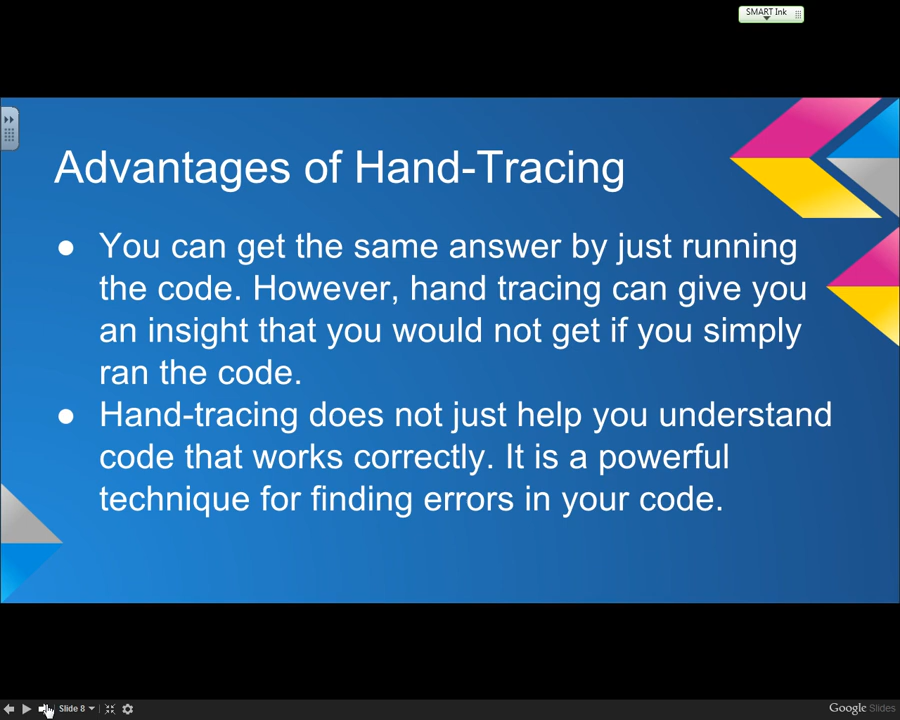 SMART Ink
Advantages of Hand-Tracing
● You can get the same answer by just running
the code. However, hand tracing can give you
an insight that you would not get if you simply
ran the code.
● Hand-tracing does not just help you understand
code that works correctly. It is a powerful
technique for finding errors in your code.
Slide 8
Google Slides